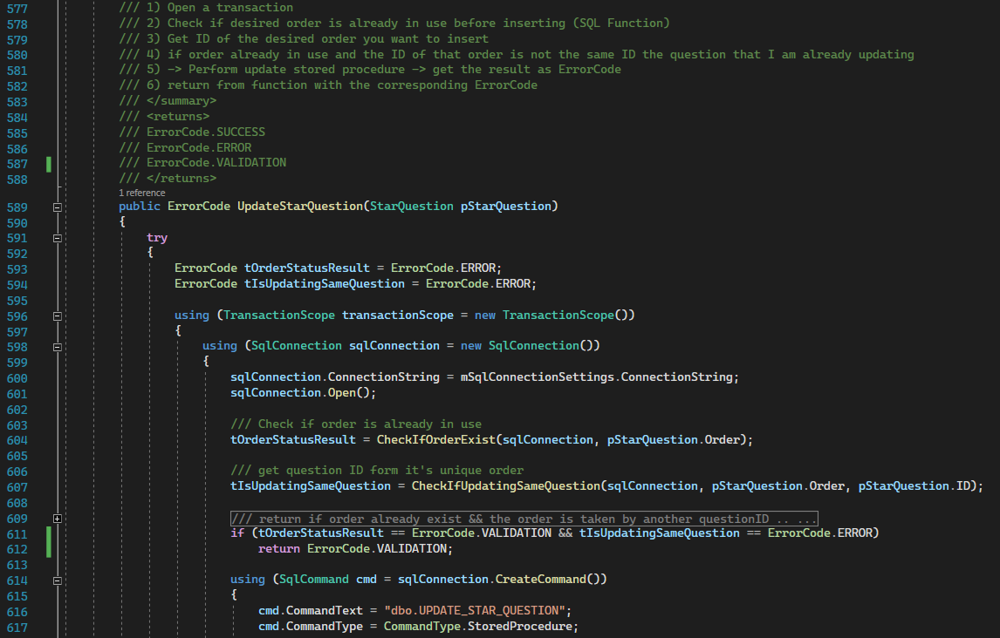 577 /// 1) Open a transaction
578 /// 2) Check if desired order is already in use before inserting (SQL Function)
579 /// 3) Get ID of the desired order you want to insert
580 /// 4) if order already in use and the ID of that order is not the same ID the question that I am already updating
581 /// 5) -> Perform update stored procedure -> get the result as ErrorCode
582 /// 6) return from function with the corresponding ErrorCode
583 /// </summary>
584 /// <returns>
585 /// ErrorCode.SUCCESS
586 /// ErrorCode.ERROR
587 /// ErrorCode.VALIDATION
588 /// </returns>
1 reference
589 public ErrorCode UpdateStarQuestion(StarQuestion pStarQuestion)
590 {
591 try
592 {
593 ErrorCode tOrderStatusResult = ErrorCode.ERROR;
594 ErrorCode tIsUpdatingSameQuestion = ErrorCode.ERROR;
595
596 using (TransactionScope transactionScope = new TransactionScope())
597 {
598 using (SqlConnection sqlConnection = new SqlConnection())
599 {
600 sqlConnection.ConnectionString = mSqlConnectionSettings.ConnectionString;
601 sqlConnection.Open();
602
603 /// Check if order is already in use
604 tOrderStatusResult = CheckIfOrderExist(sqlConnection, pStarQuestion.Order);
605
606 /// get question ID form it's unique order
607 tIsUpdatingSameQuestion = CheckIfUpdatingSameQuestion(sqlConnection, pStarQuestion.Order, pStarQuestion.ID);
608
609 /// return if order already exist && the order is taken by another questionID .. ...
611 if (tOrderStatusResult == ErrorCode.VALIDATION && tIsUpdatingSameQuestion == ErrorCode.ERROR)
612 return ErrorCode.VALIDATION;
613
614 using (SqlCommand cmd = sqlConnection.CreateCommand())
615 {
616 cmd.CommandText = "dbo.UPDATE_STAR_QUESTION";
617 cmd.CommandType = CommandType.StoredProcedure;